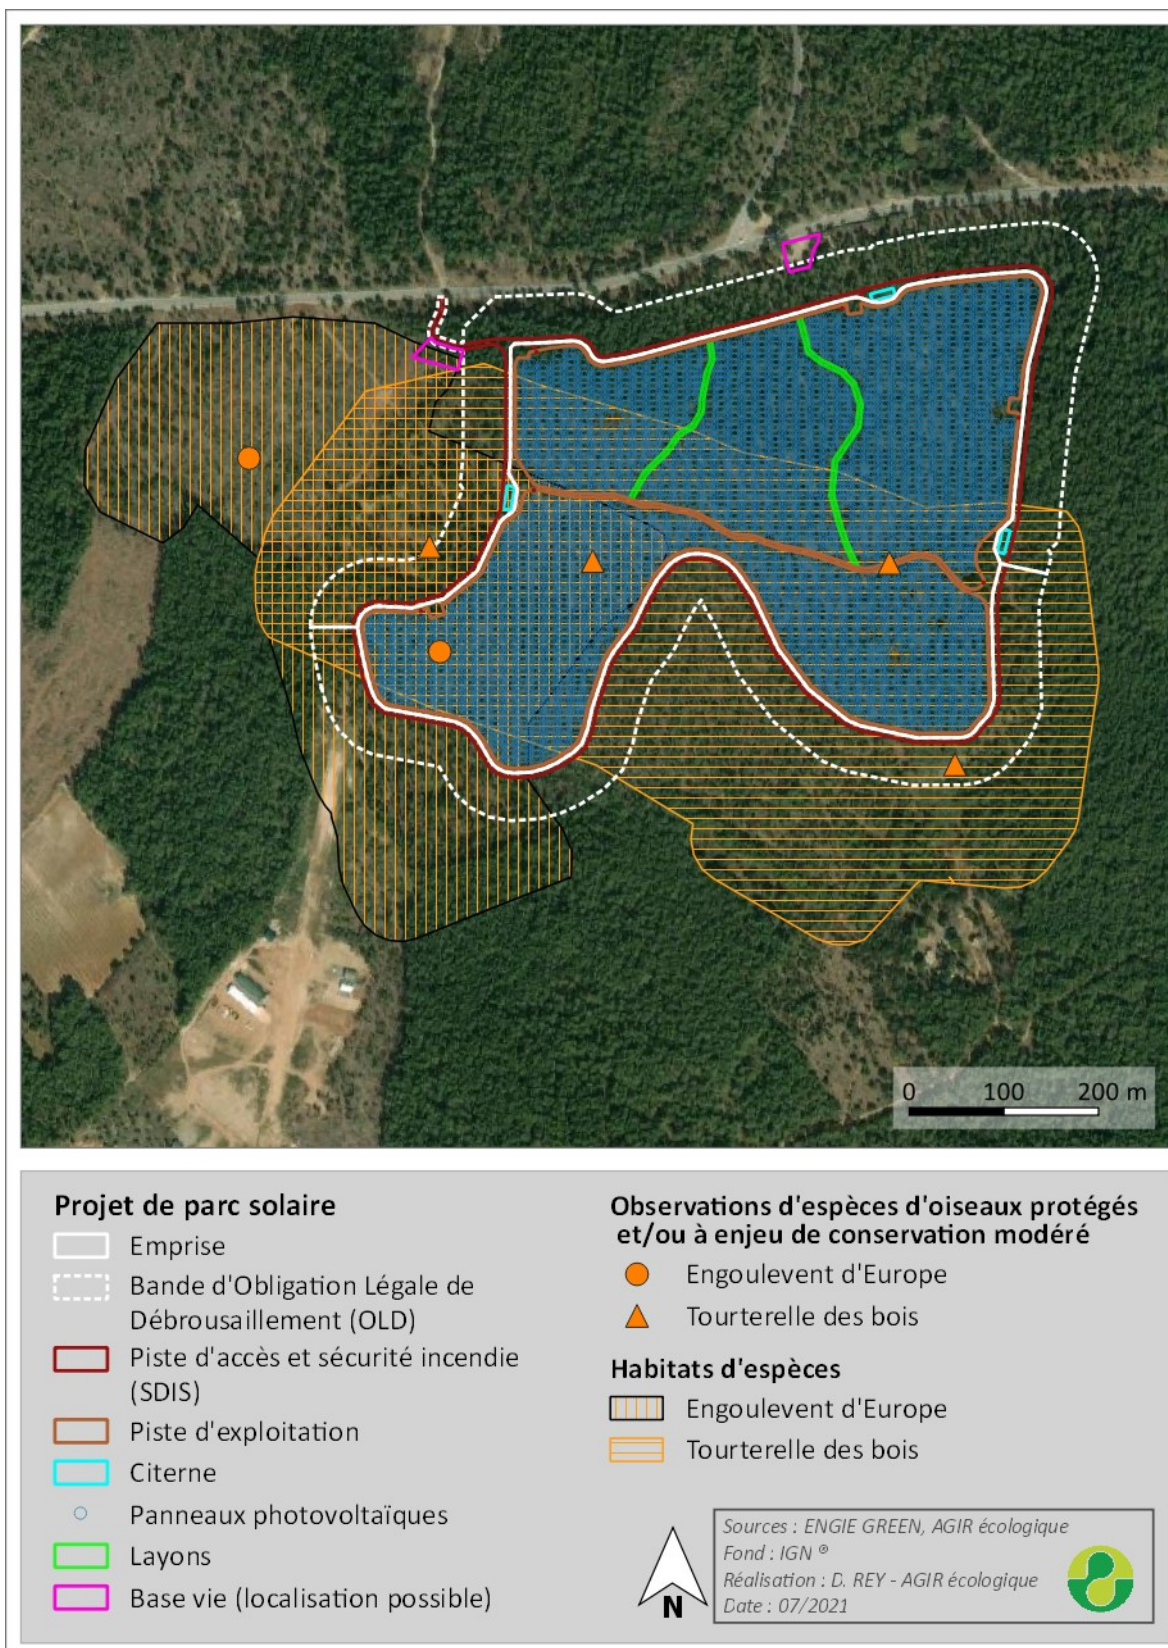 0 100 200 m
Projet de parc solaire
Emprise
Bande d'Obligation Légale de
Débrousaillement (OLD)
Piste d'accès et sécurité incendie
(SDIS)
Piste d'exploitation
Citerne
Panneaux photovoltaïques
Layons
Base vie (localisation possible)
Observations d'espèces d'oiseaux protégés
et/ou à enjeu de conservation modéré
Engoulevent d'Europe
Tourterelle des bois
Habitats d'espèces
Engoulevent d'Europe
Tourterelle des bois
N
Sources : ENGIE GREEN, AGIR écologique
Fond : IGN ®
Réalisation : D. REY - AGIR écologique
Date : 07/2021